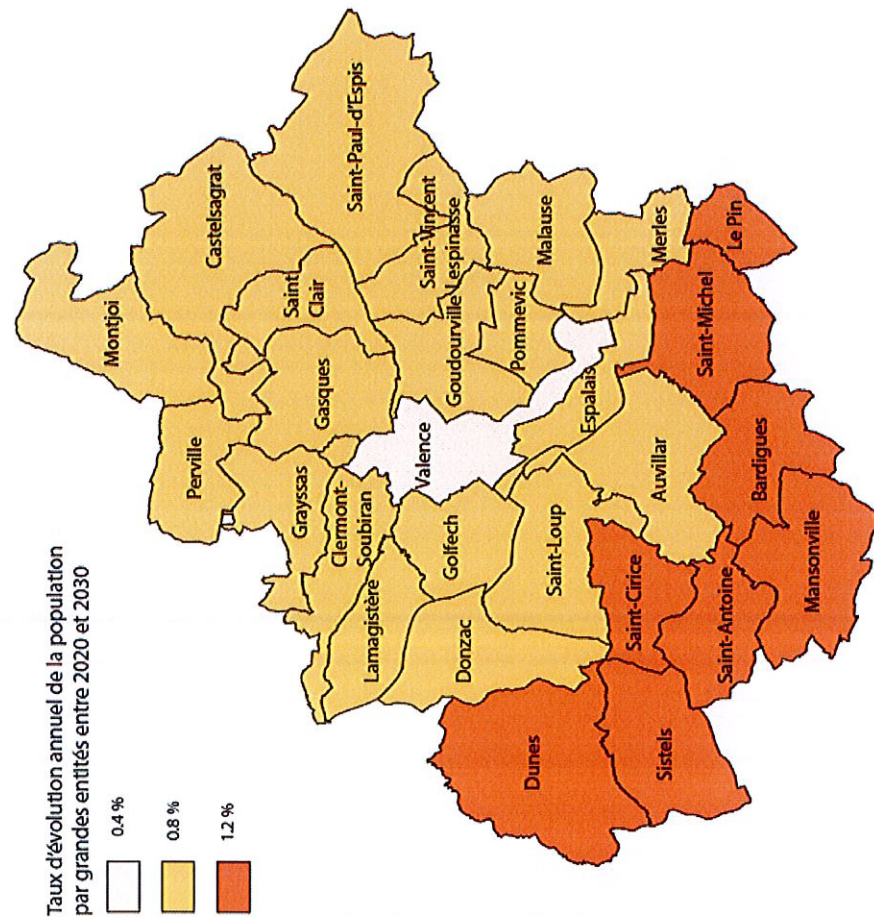 Taux d'évolution annuel de la population
par grandes entités entre 2020 et 2030
0.4 %
0.8 %
1.2 %
Montjoi
Castelsagrat
Saint-Paul-d'Espis
Perville
Saint
Clair
Gasques
Saint-Vincent
Lespinasse
Grayssas
Clermont-
Soubiran
Valence
Goudourville
Pommevic
Malause
Merles
Le Pin
Lamagistère
Golfech
Espalais
Saint-Michel
Donzac
Saint-Loup
Auvillar
Bardigues
Saint-Cirice
Saint-Antoine
Mansonville
Dunes
Sistels